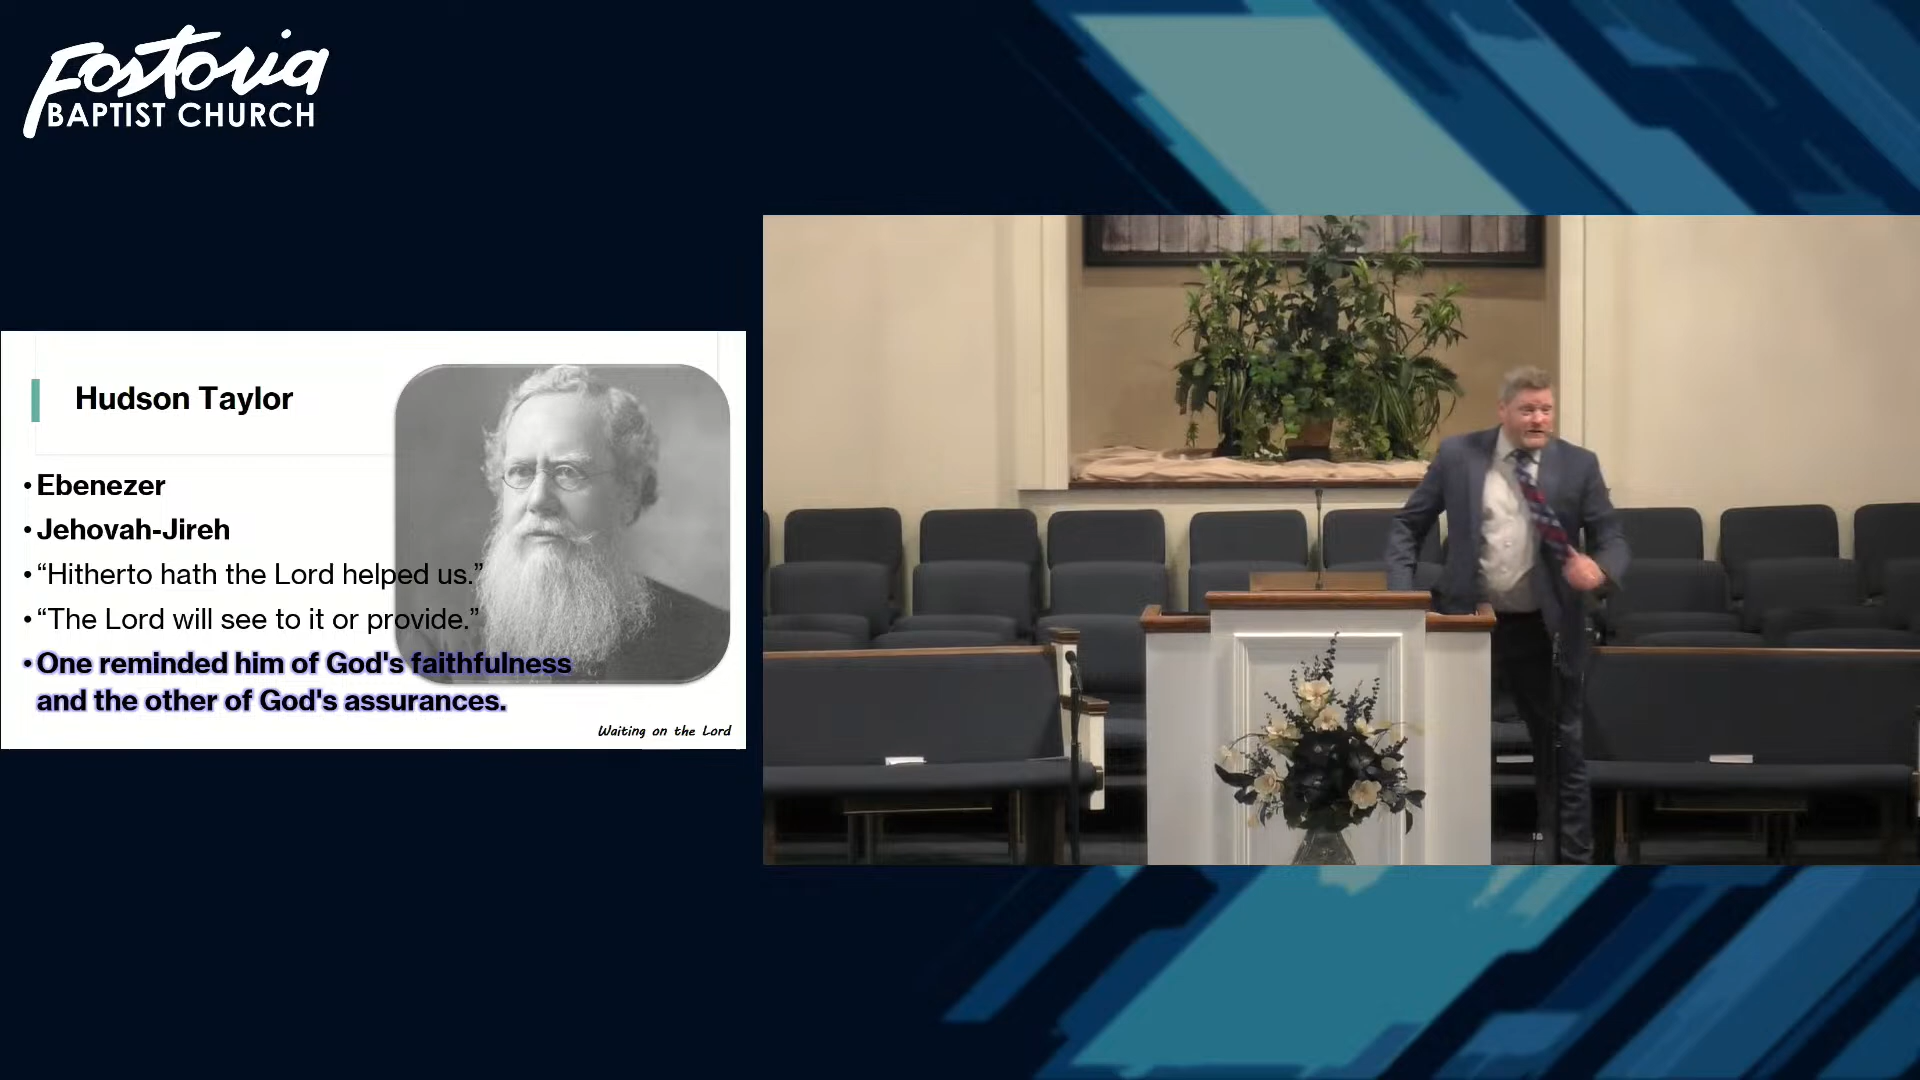 Fostoria
BAPTIST CHURCH
Hudson Taylor
• Ebenezer
• Jehovah-Jireh
• “Hitherto hath the Lord helped us.”
• “The Lord will see to it or provide.”
• One reminded him of God's faithfulness
and the other of God's assurances.
Waiting on the Lord